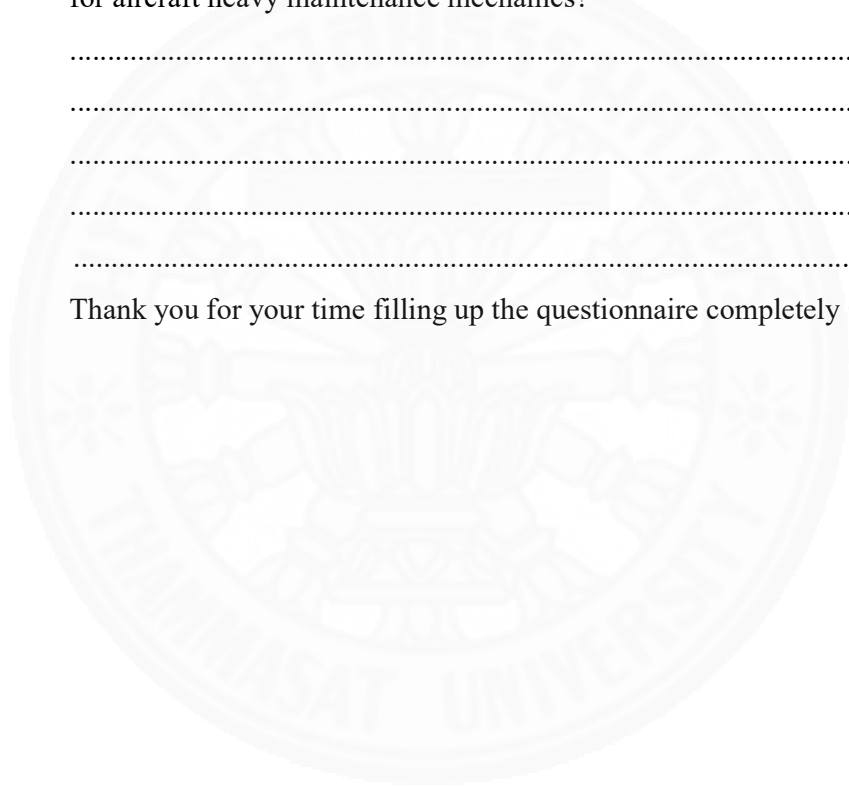 for aircraft heavy maintenance mechanics?
................................................................................
................................................................................
................................................................................
................................................................................
................................................................................
Thank you for your time filling up the questionnaire completely
THAMMASAT UNIVERSITY